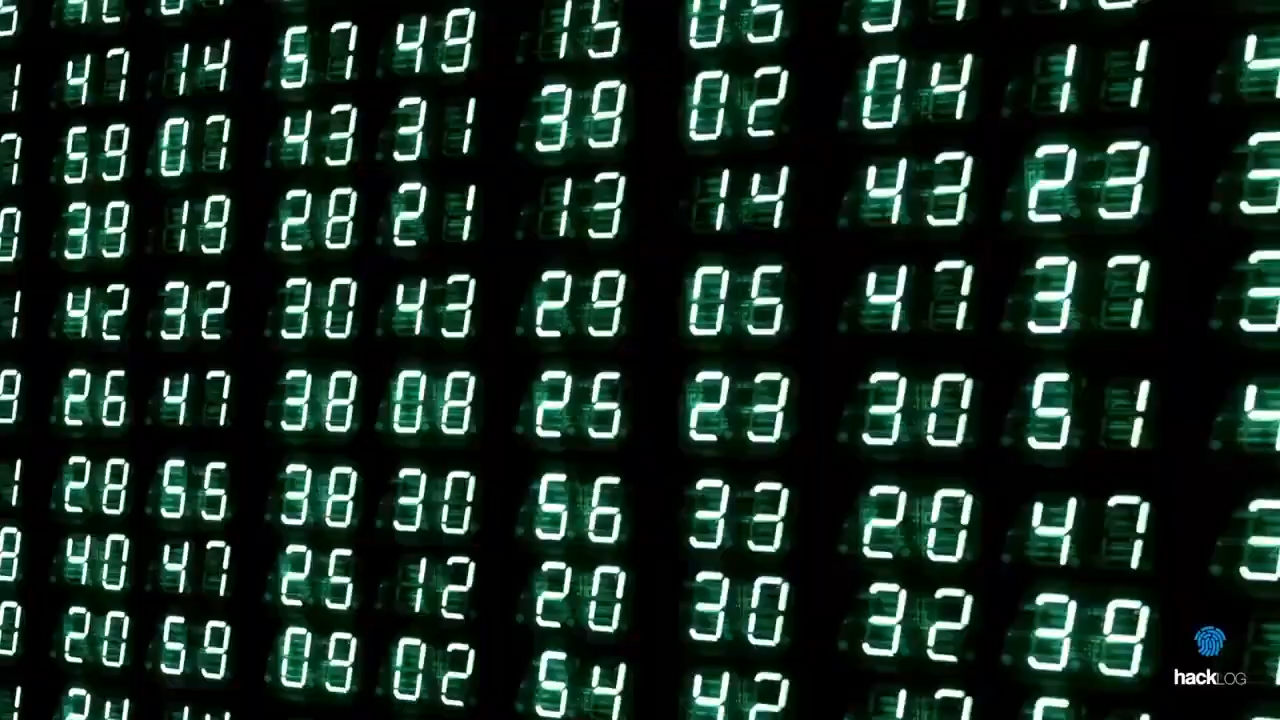 47 14 57 49 15 05
59 07 43 31 39 02 04 11
39 19 28 21 13 14 43 23
42 32 30 43 29 05 47 37
26 47 38 08 25 23 30 51
28 55 38 30 56 33 20 47
40 47 25 12 20 30 32 39
20 59 09 02 54 42
hackLOG